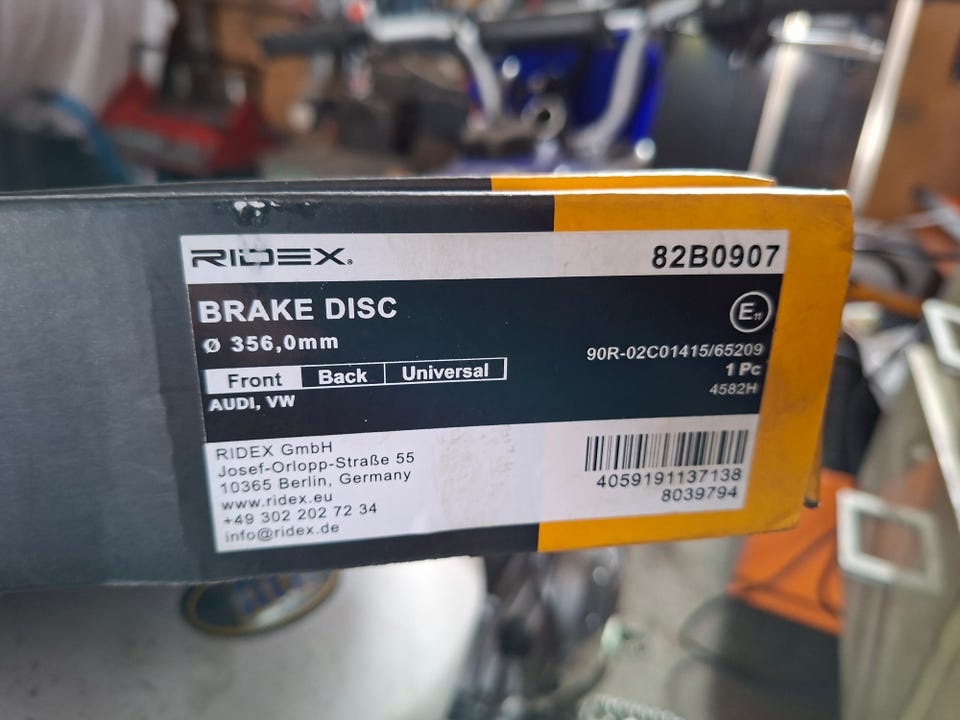 RIDEX®
82B0907
BRAKE DISC
Ø 356,0mm
Front Back Universal
AUDI, VW
E11
90R-02C01415/65209
1 Pc
4582H
RIDEX GmbH
Josef-Orlopp-Straße 55
10365 Berlin, Germany
www.ridex.eu
+49 302 202 72 34
info@ridex.de
4059191137138
8039794